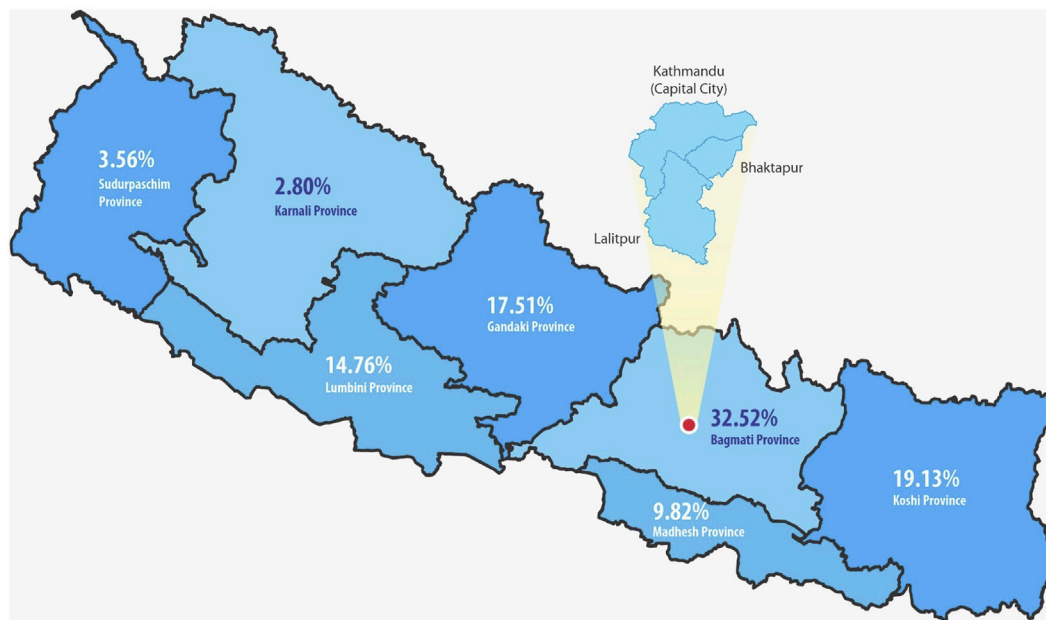 Kathmandu
(Capital City)
Bhaktapur
Lalitpur
3.56%
Sudurpaschim
Province
2.80%
Karnali Province
17.51%
Gandaki Province
14.76%
Lumbini Province
32.52%
Bagmati Province
19.13%
Koshi Province
9.82%
Madhesh Province